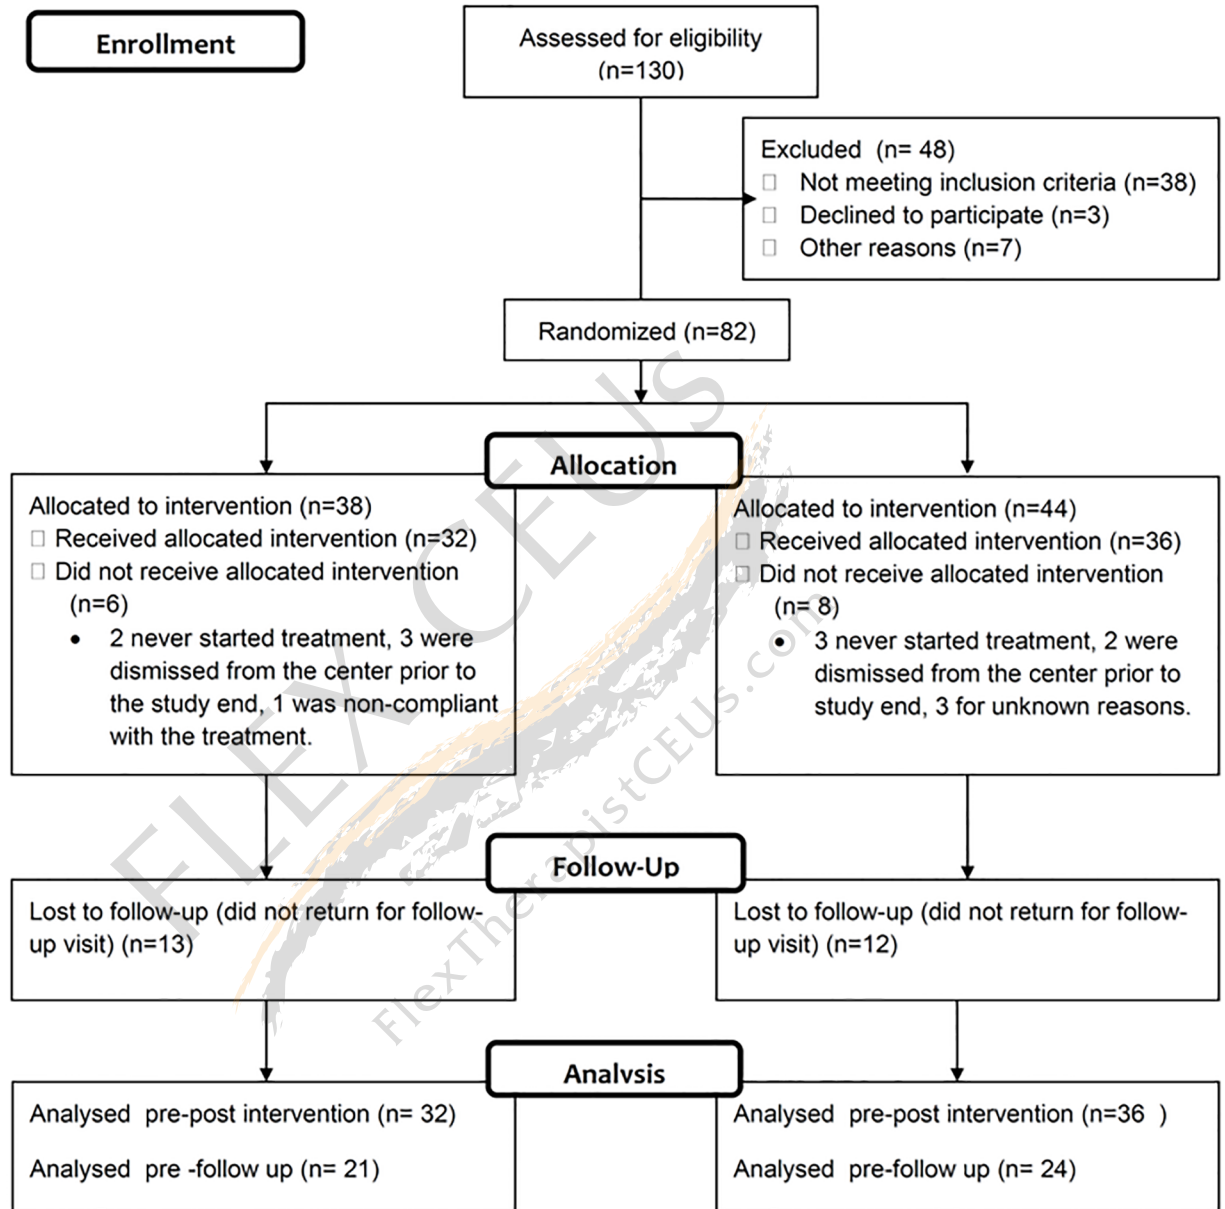 Enrollment
Assessed for eligibility
(n=130)
Excluded (n= 48)
Not meeting inclusion criteria (n=38)
Declined to participate (n=3)
Other reasons (n=7)
Randomized (n=82)
Allocation
Allocated to intervention (n=38)
Received allocated intervention (n=32)
Did not receive allocated intervention
(n=6)
• 2 never started treatment, 3 were
dismissed from the center prior to
the study end, 1 was non-compliant
with the treatment.
Allocated to intervention (n=44)
Received allocated intervention (n=36)
Did not receive allocated intervention
(n= 8)
• 3 never started treatment, 2 were
dismissed from the center prior to
study end, 3 for unknown reasons.
Follow-Up
Lost to follow-up (did not return for follow-
up visit) (n=13)
Lost to follow-up (did not return for follow-
up visit) (n=12)
Analysis
Analysed pre-post intervention (n= 32)
Analysed pre -follow up (n= 21)
Analysed pre-post intervention (n=36 )
Analysed pre-follow up (n= 24)
FLEX CEUs
FlexTherapistCEUs.com